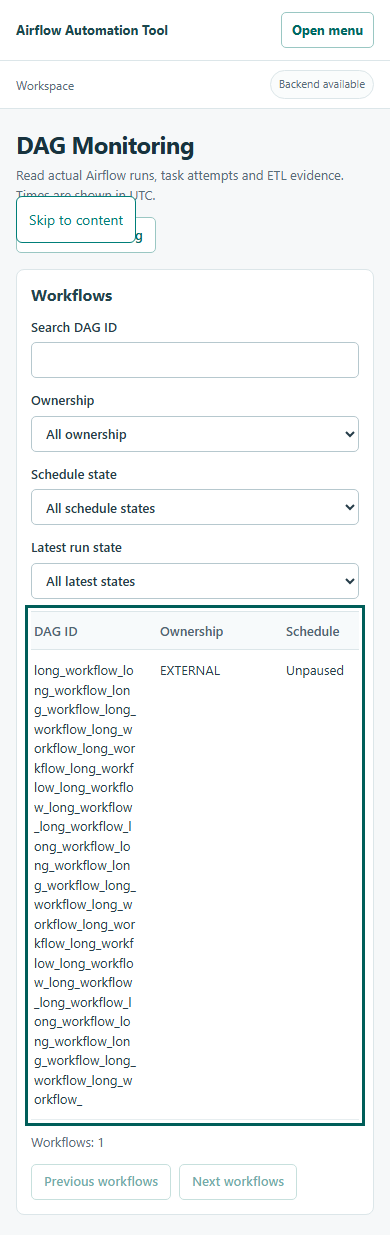 Airflow Automation Tool
Open menu
Workspace
Backend available
DAG Monitoring
Read actual Airflow runs, task attempts and ETL evidence.
Times are shown in UTC.
Skip to content
Workflows
Search DAG ID
Ownership
All ownership
Schedule state
All schedule states
Latest run state
All latest states
DAG ID Ownership Schedule
long_workflow_lo EXTERNAL Unpaused
ng_workflow_lon
g_workflow_long_
workflow_long_w
orkflow_long_wor
kflow_long_workf
low_long_workflo
w_long_workflow
_long_workflow_l
ong_workflow_lo
ng_workflow_lon
g_workflow_long_
workflow_long_w
orkflow_long_wor
kflow_long_workf
low_long_workflo
w_long_workflow
_long_workflow_l
ong_workflow_lo
ng_workflow_lon
g_workflow_long_
workflow_long_w
orkflow_
Workflows: 1
Previous workflows
Next workflows